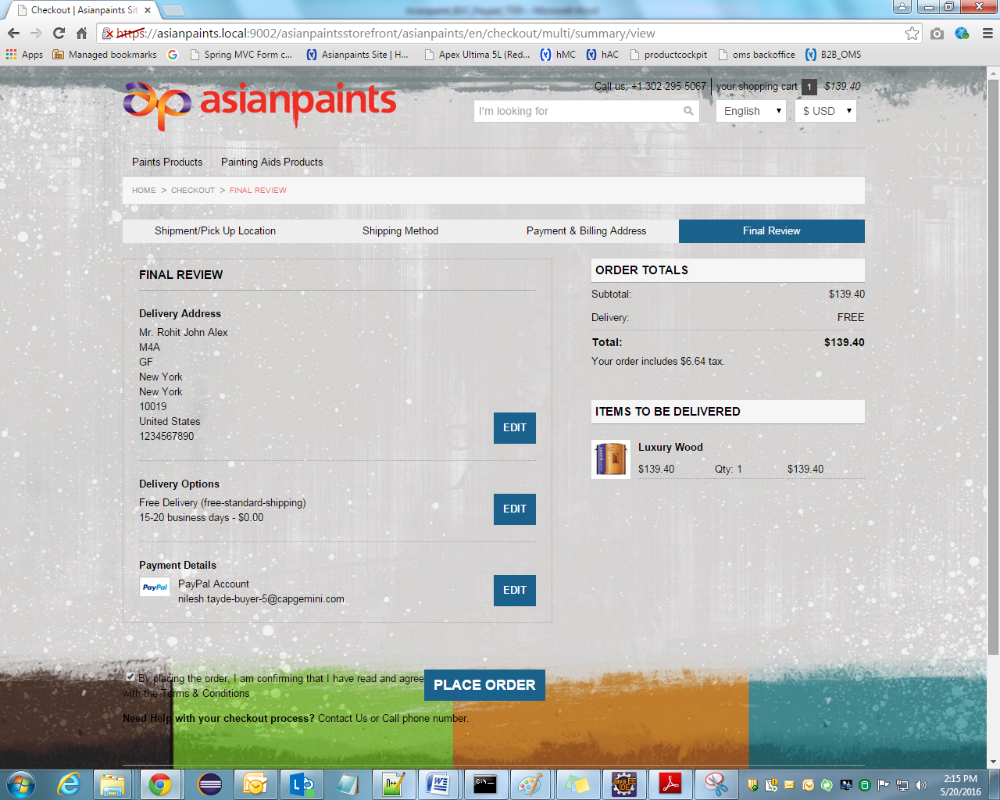 Checkout | Asianpaints Sit
https://asianpaints.local:9002/asianpaintsstorefront/asianpaints/en/checkout/multi/summary/view
Apps Managed bookmarks Spring MVC Form c... Asianpaints Site | H... Apex Ultima 5L (Red... hMC hAC productcockpit oms backoffice B2B_OMS
asianpaints
Call us: +1 302 295 5067 your shopping cart 1 $139.40
I'm looking for
English
$ USD
Paints Products Painting Aids Products
HOME > CHECKOUT > FINAL REVIEW
Shipment/Pick Up Location Shipping Method Payment & Billing Address Final Review
FINAL REVIEW
Delivery Address
Mr. Rohit John Alex
M4A
GF
New York
New York
10019
United States
1234567890
EDIT
Delivery Options
Free Delivery (free-standard-shipping)
15-20 business days - $0.00
EDIT
Payment Details
PayPal
PayPal Account
nilesh.tayde-buyer-5@capgemini.com
EDIT
ORDER TOTALS
Subtotal: $139.40
Delivery: FREE
Total: $139.40
Your order includes $6.64 tax.
ITEMS TO BE DELIVERED
Luxury Wood
$139.40 Qty: 1 $139.40
By placing the order, I am confirming that I have read and agree
with the Terms & Conditions
PLACE ORDER
Need Help with your checkout process? Contact Us or Call phone number.
Java EE
IDE
2:15 PM
5/20/2016